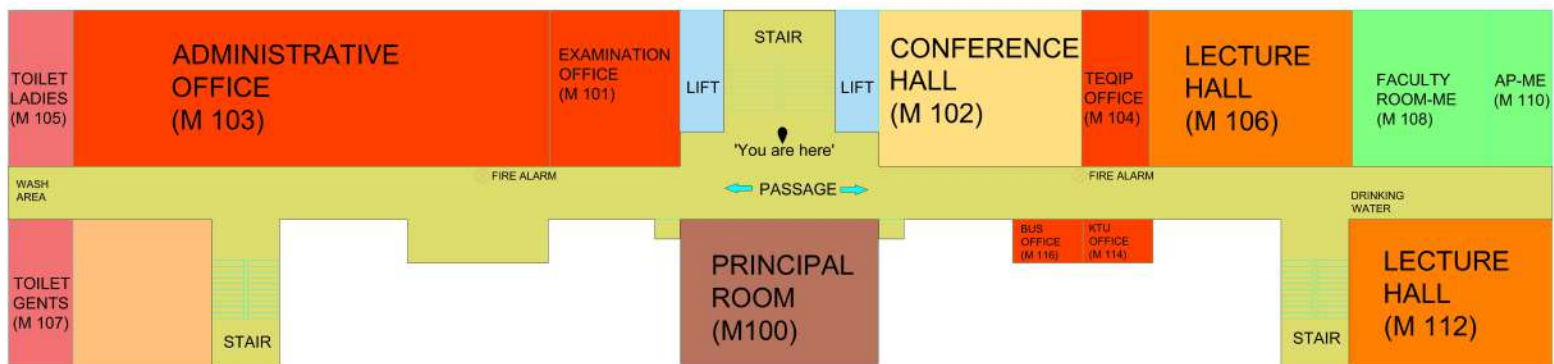 TOILET
LADIES
(M 105)
ADMINISTRATIVE
OFFICE
(M 103)
EXAMINATION
OFFICE
(M 101)
LIFT
STAIR
LIFT
CONFERENCE
HALL
(M 102)
TEQIP
OFFICE
(M 104)
LECTURE
HALL
(M 106)
FACULTY
ROOM-ME
(M 108)
AP-ME
(M 110)
'You are here'
WASH
AREA
FIRE ALARM
PASSAGE
FIRE ALARM
DRINKING
WATER
TOILET
GENTS
(M 107)
STAIR
PRINCIPAL
ROOM
(M100)
BUS
OFFICE
(M 116)
KTU
OFFICE
(M 114)
STAIR
LECTURE
HALL
(M 112)